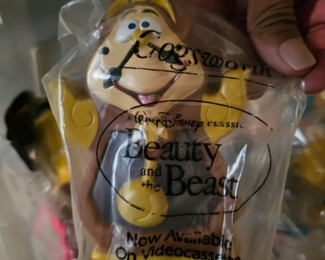 Cogsworth
Walt Disney Classic
Beauty
and
the Beast
Now Available
On Videocassette